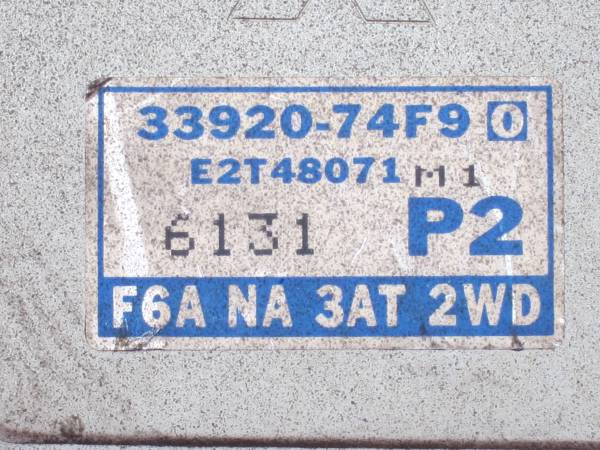 33920-74F9 0
E2T48071 M1
6131 P2
F6A NA 3AT 2WD